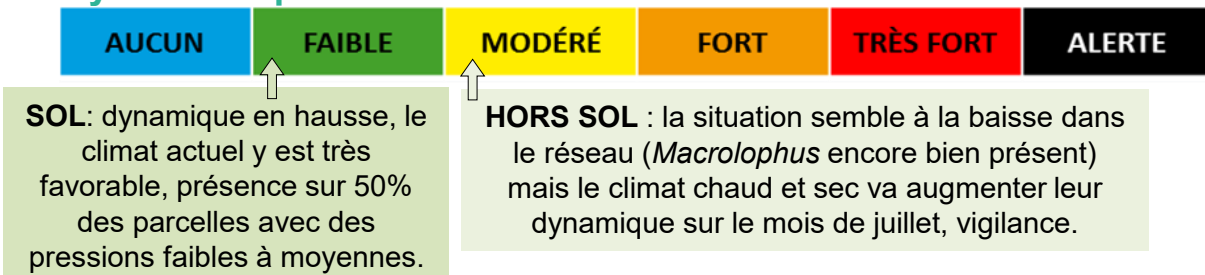 AUCUN FAIBLE MODÉRÉ FORT TRÈS FORT ALERTE
SOL: dynamique en hausse, le
climat actuel y est très
favorable, présence sur 50%
des parcelles avec des
pressions faibles à moyennes.
HORS SOL : la situation semble à la baisse dans
le réseau (Macrolophus encore bien présent)
mais le climat chaud et sec va augmenter leur
dynamique sur le mois de juillet, vigilance.